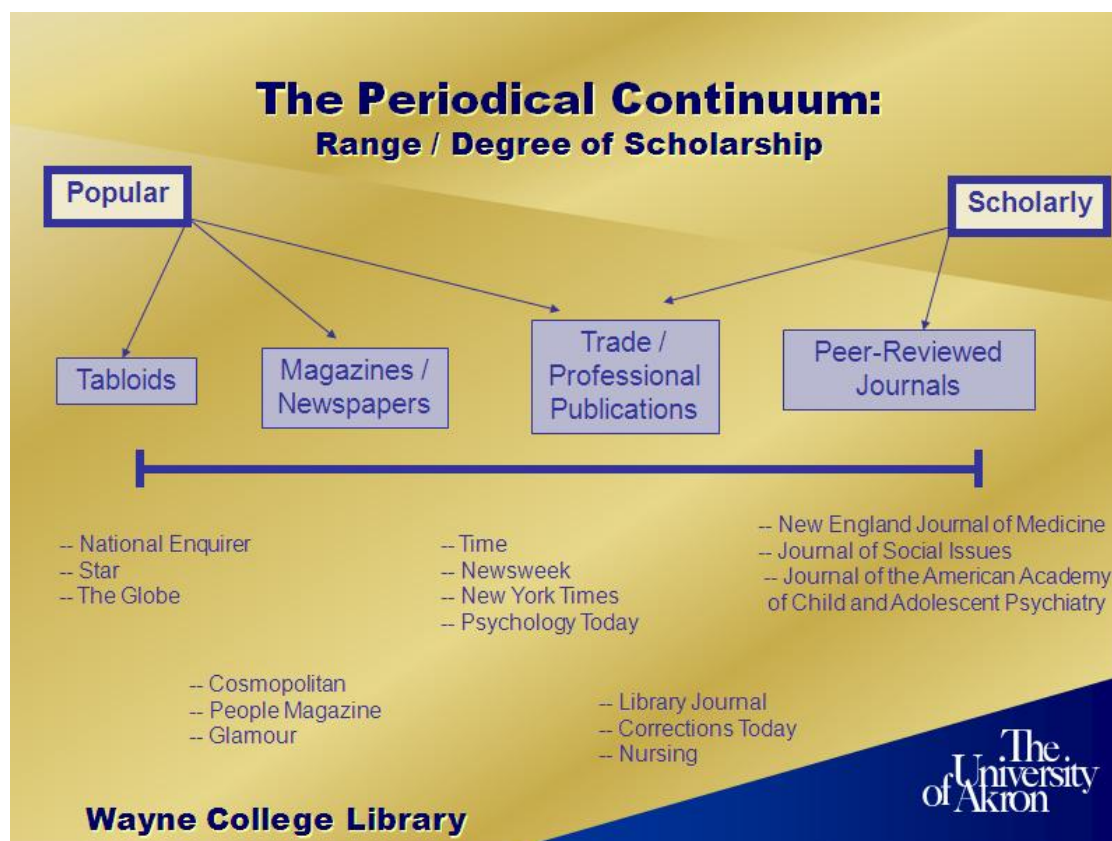 The Periodical Continuum:
Range / Degree of Scholarship
Popular
Scholarly
Tabloids
Magazines /
Newspapers
Trade /
Professional
Publications
Peer-Reviewed
Journals
-- National Enquirer
-- Star
-- The Globe
-- Time
-- Newsweek
-- New York Times
-- Psychology Today
-- New England Journal of Medicine
-- Journal of Social Issues
-- Journal of the American Academy
of Child and Adolescent Psychiatry
-- Cosmopolitan
-- People Magazine
-- Glamour
-- Library Journal
-- Corrections Today
-- Nursing
The
University
of Akron
Wayne College Library